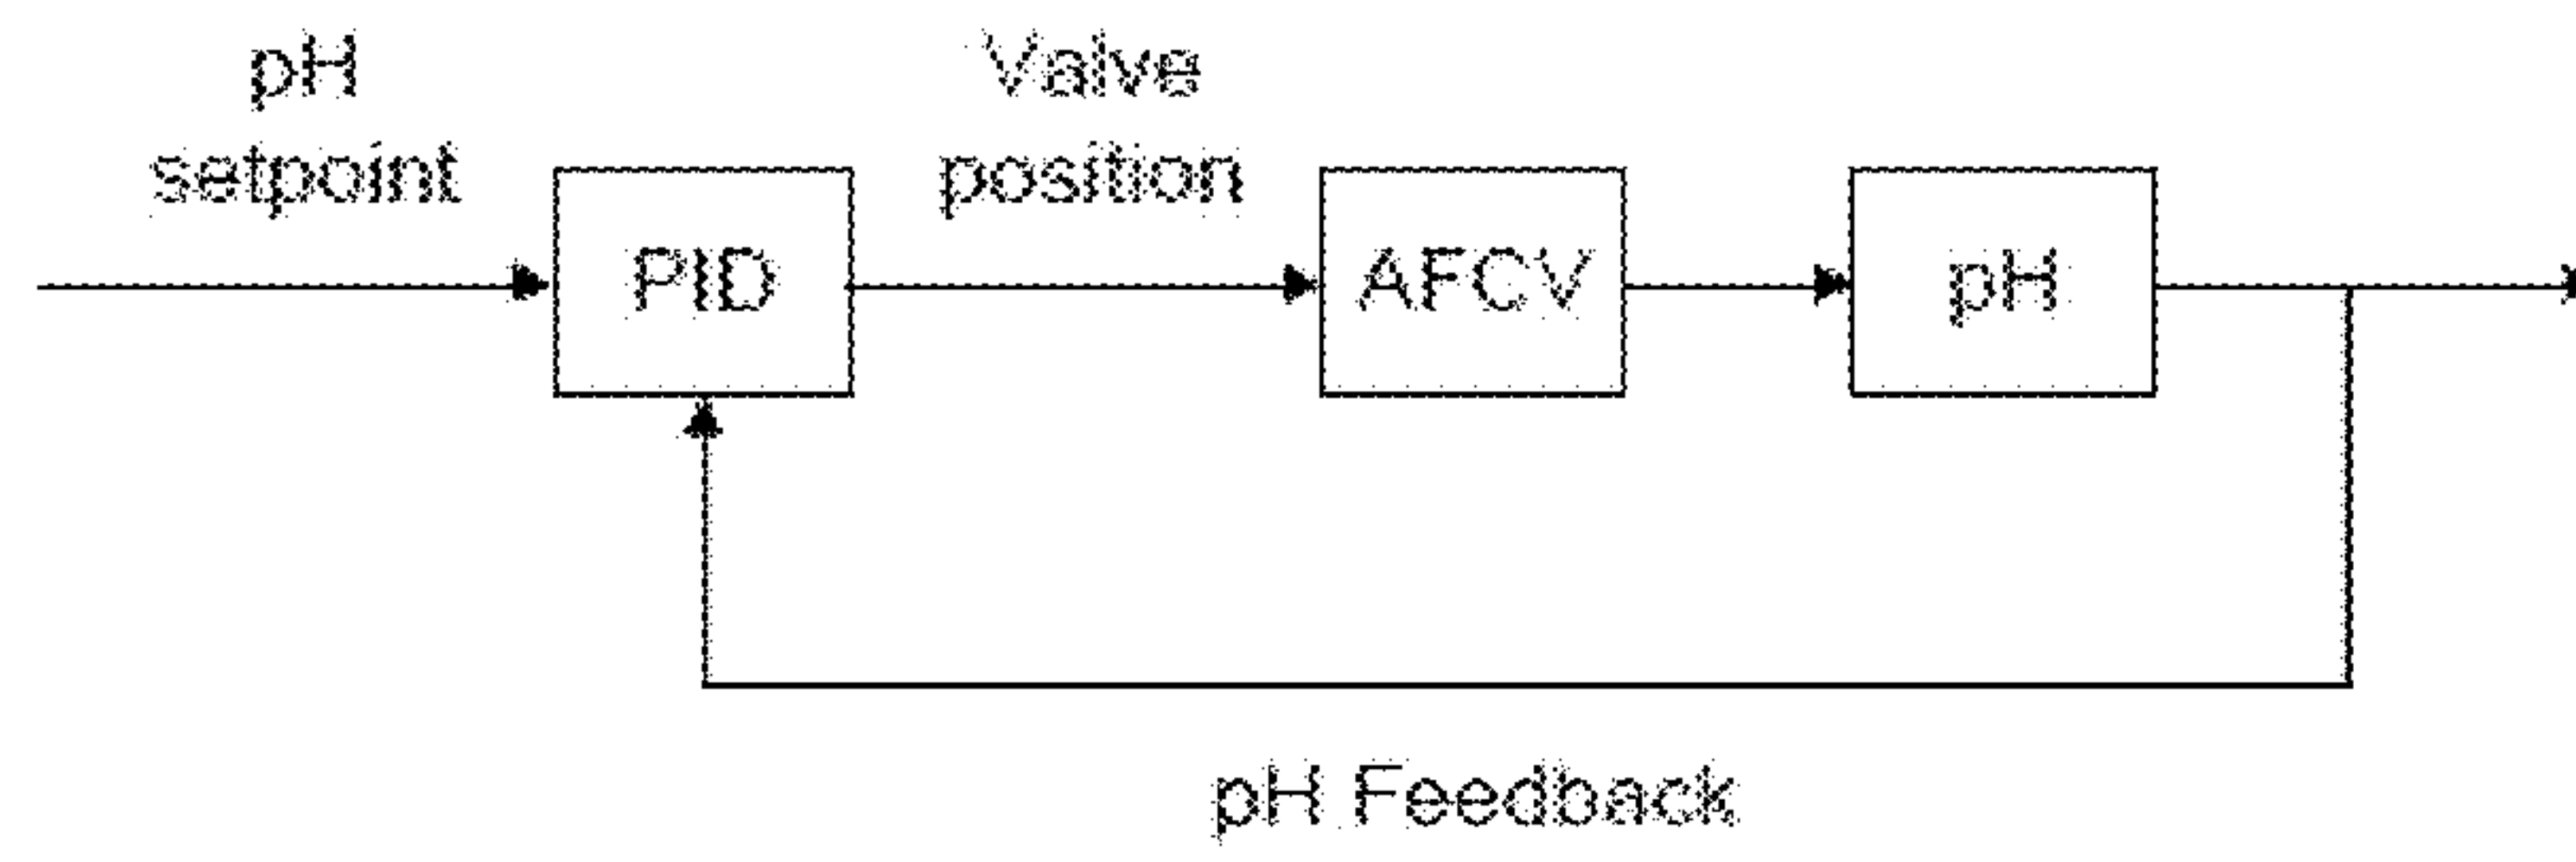 pH
setpoint
Valve
position
PID
AFCV
pH
pH Feedback